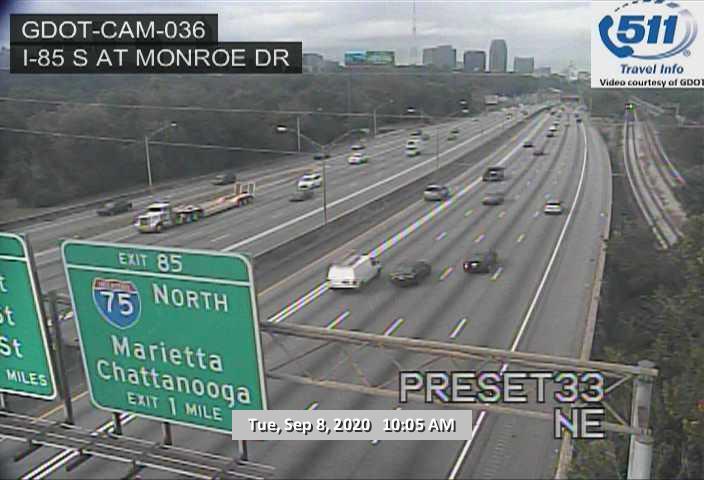 GDOT-CAM-036
I-85 S AT MONROE DR
511
Travel Info
Video courtesy of GDOT
t
st
St
MILES
EXIT 85
INTERSTATE
75
NORTH
Marietta
Chattanooga
EXIT 1 MILE
PRESET33
NE
Tue, Sep 8, 2020 10:05 AM